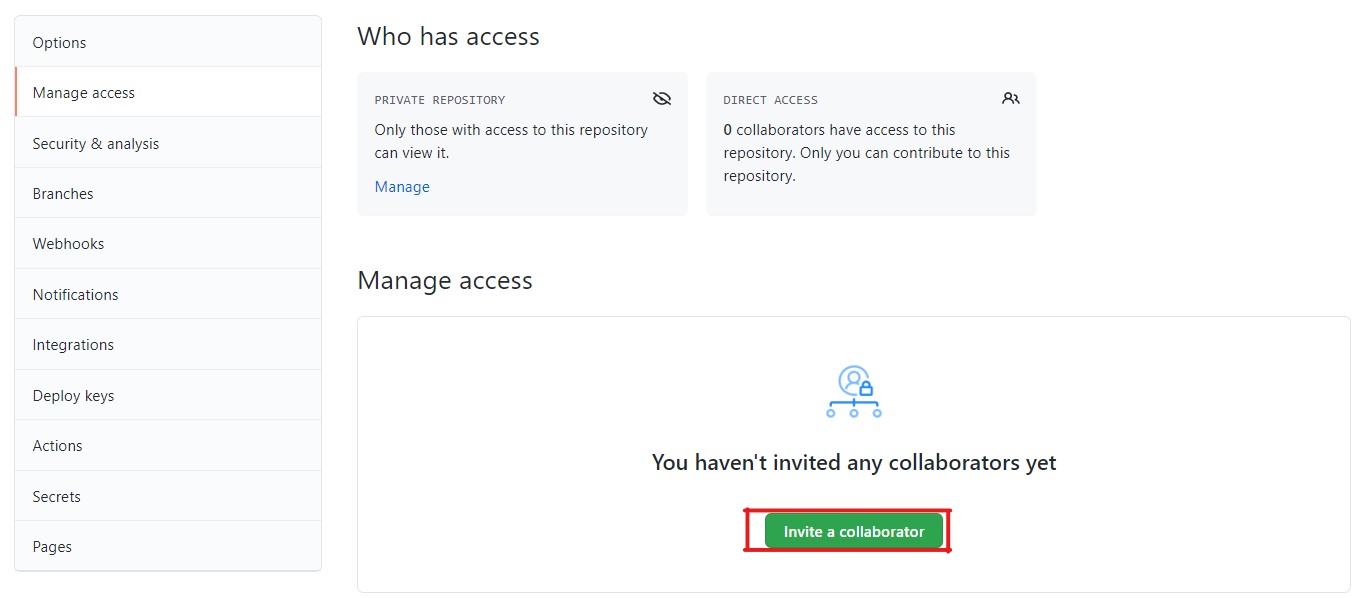 Options
Manage access
Security & analysis
Branches
Webhooks
Notifications
Integrations
Deploy keys
Actions
Secrets
Pages
Who has access
PRIVATE REPOSITORY
Only those with access to this repository
can view it.
Manage
DIRECT ACCESS
0 collaborators have access to this
repository. Only you can contribute to this
repository.
Manage access
You haven't invited any collaborators yet
Invite a collaborator